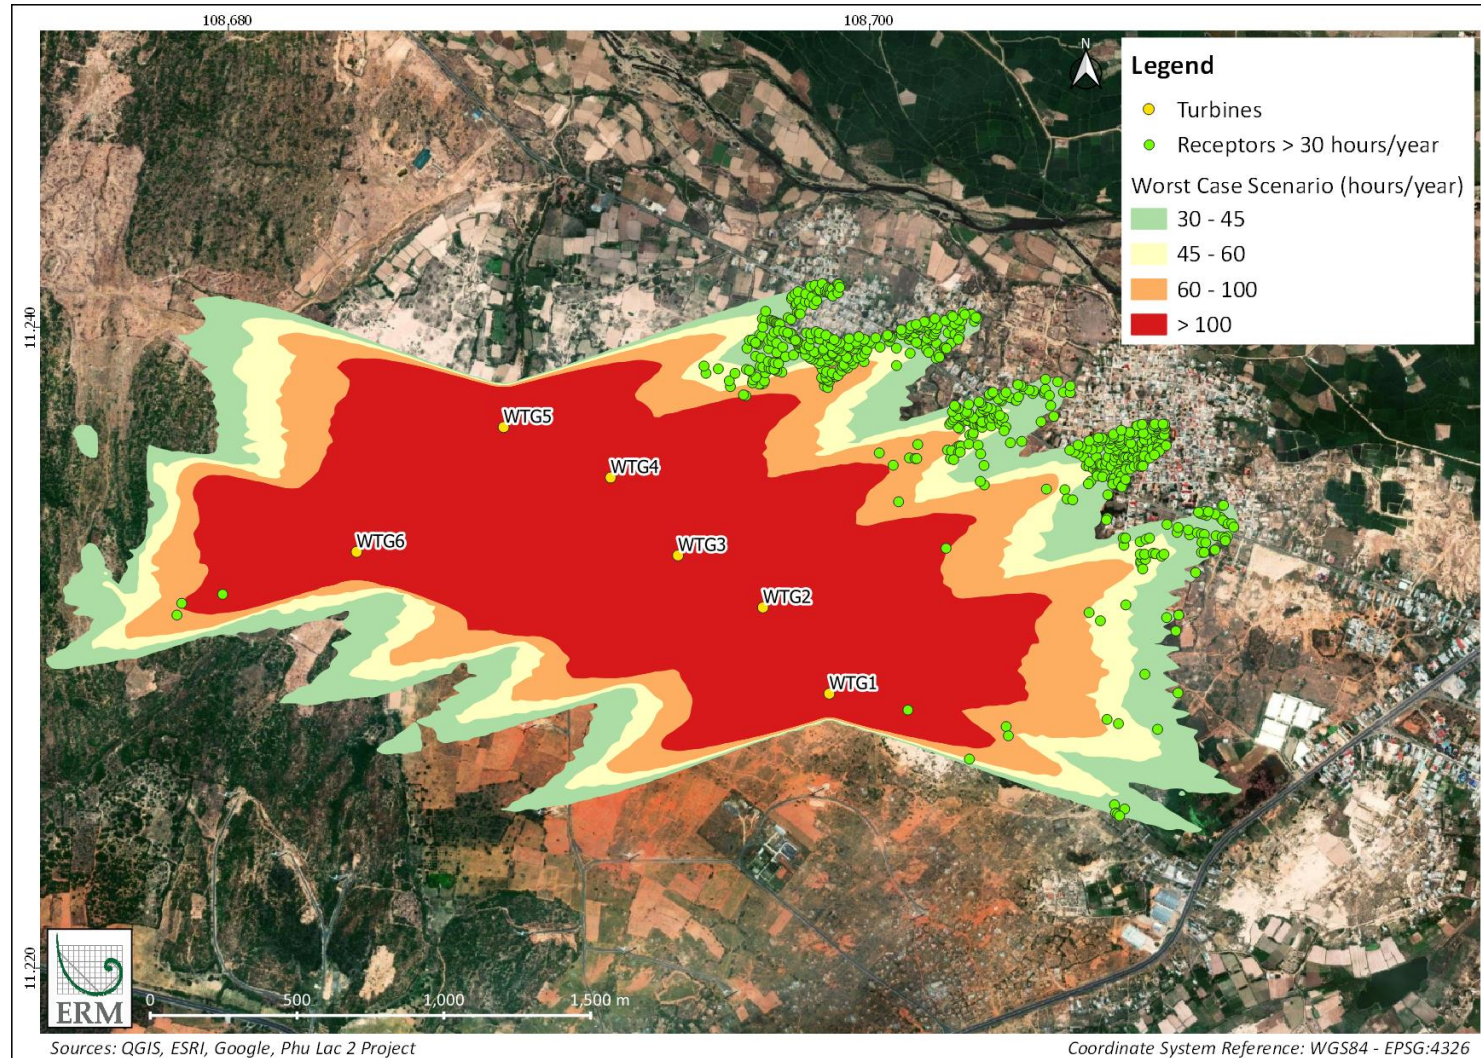 108,680
108,700
N
Legend
Turbines
Receptors > 30 hours/year
Worst Case Scenario (hours/year)
30 - 45
45 - 60
60 - 100
> 100
11,240
WTG5
WTG4
WTG6
WTG3
WTG2
WTG1
11,220
ERM
0 500 1,000 1,500 m
Sources: QGIS, ESRI, Google, Phu Lac 2 Project
Coordinate System Reference: WGS84 - EPSG:4326